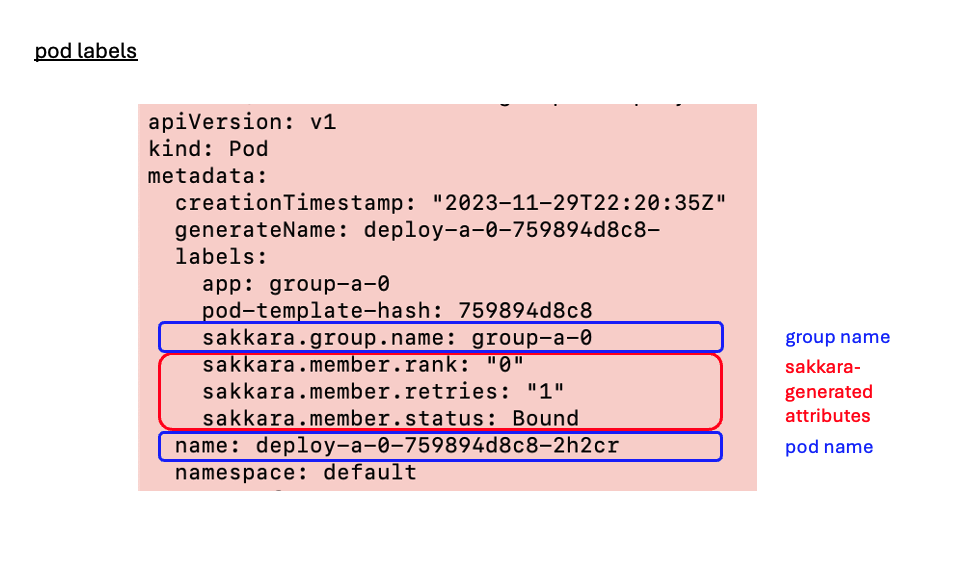 pod labels
apiVersion: v1
kind: Pod
metadata:
creationTimestamp: "2023-11-29T22:20:35Z"
generateName: deploy-a-0-759894d8c8-
labels:
app: group-a-0
pod-template-hash: 759894d8c8
sakkara.group.name: group-a-0
group name
sakkara.member.rank: "0"
sakkara.member.retries: "1"
sakkara.member.status: Bound
sakkara-
generated
attributes
name: deploy-a-0-759894d8c8-2h2cr
pod name
namespace: default